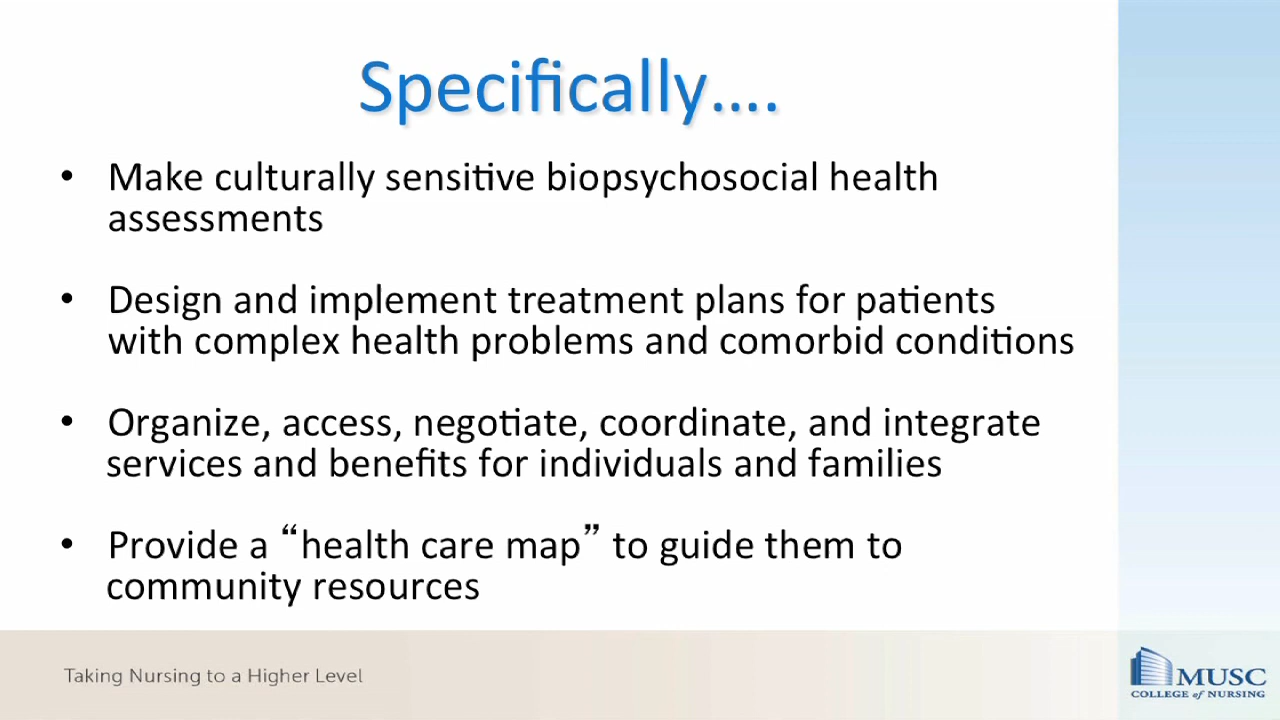 Specifically....
• Make culturally sensitive biopsychosocial health
assessments
• Design and implement treatment plans for patients
with complex health problems and comorbid conditions
• Organize, access, negotiate, coordinate, and integrate
services and benefits for individuals and families
• Provide a “health care map” to guide them to
community resources
Taking Nursing to a Higher Level
MUSC
COLLEGE of NURSING